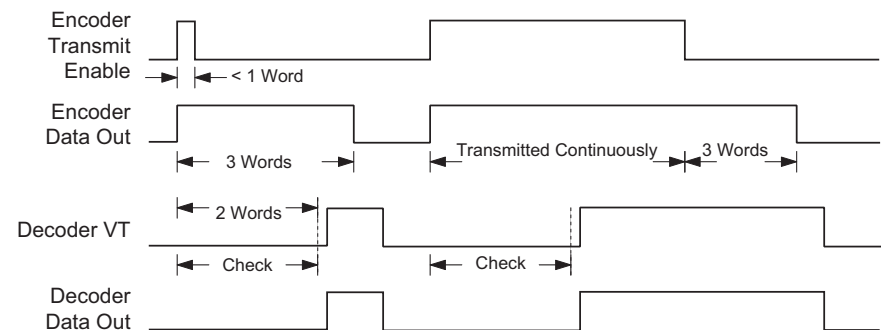 Encoder
Transmit
Enable
< 1 Word
Encoder
Data Out
3 Words
Transmitted Continuously
3 Words
Decoder VT
2 Words
Check
Check
Decoder
Data Out